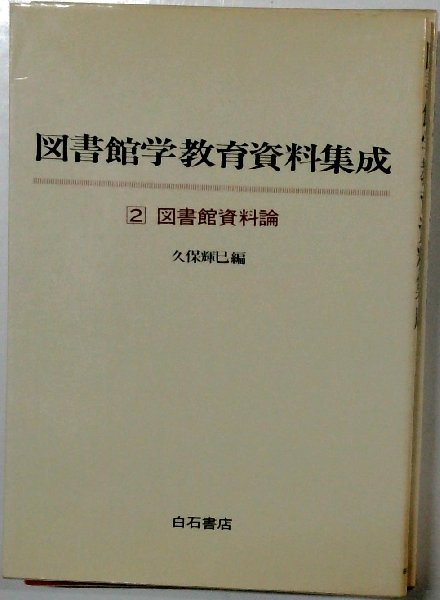 図書館学教育資料集成
2 図書館資料論
久保輝巳編
白石書店